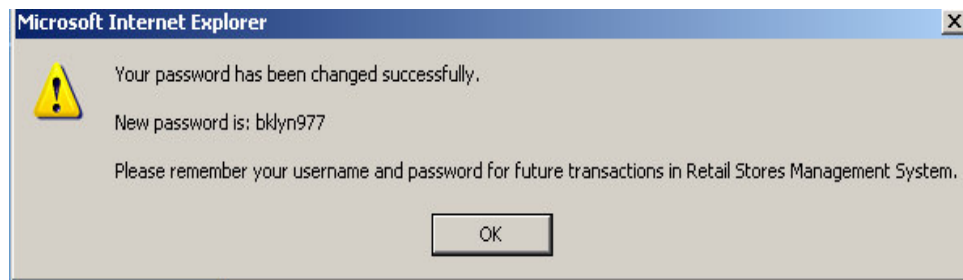 Microsoft Internet Explorer
Your password has been changed successfully.
New password is: bklyn977
Please remember your username and password for future transactions in Retail Stores Management System.
OK